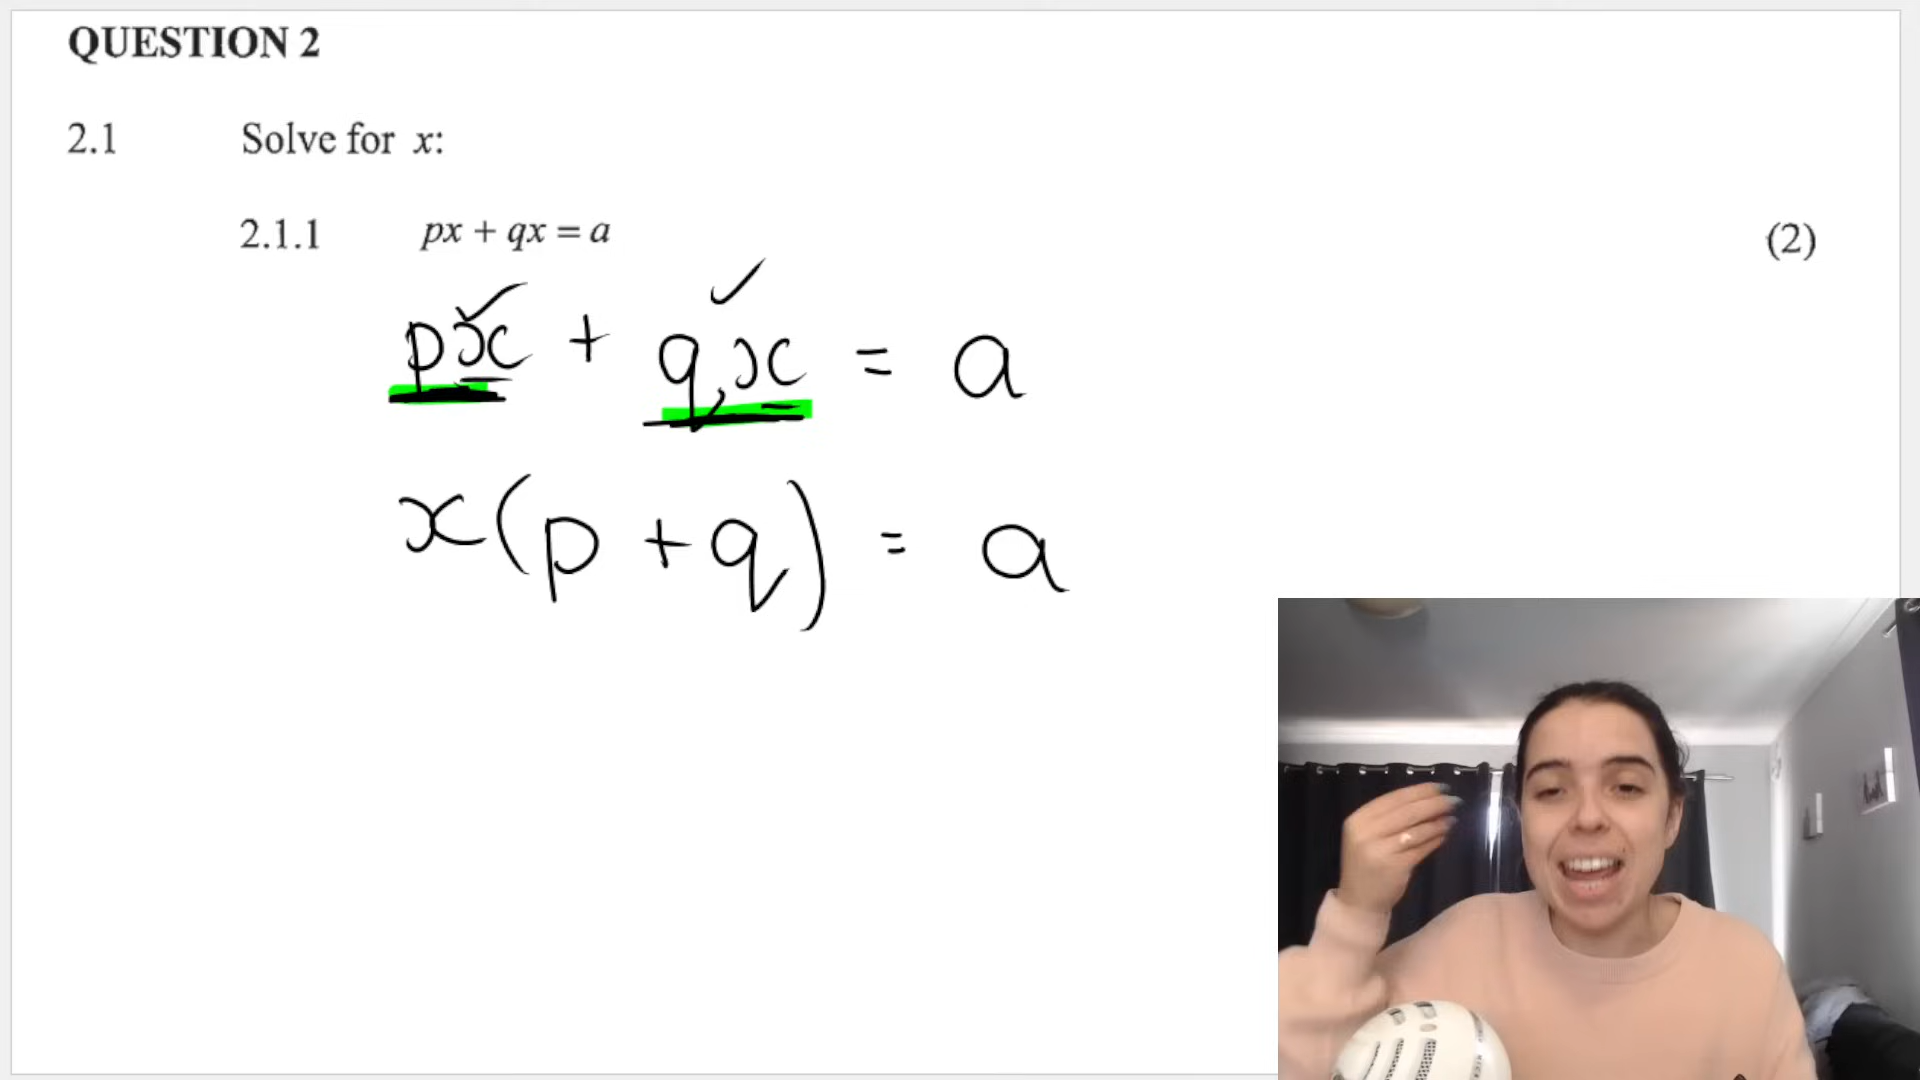 QUESTION 2
2.1 Solve for x:
2.1.1 px + qx = a (2)
px + qx = a
x(p + q) = a